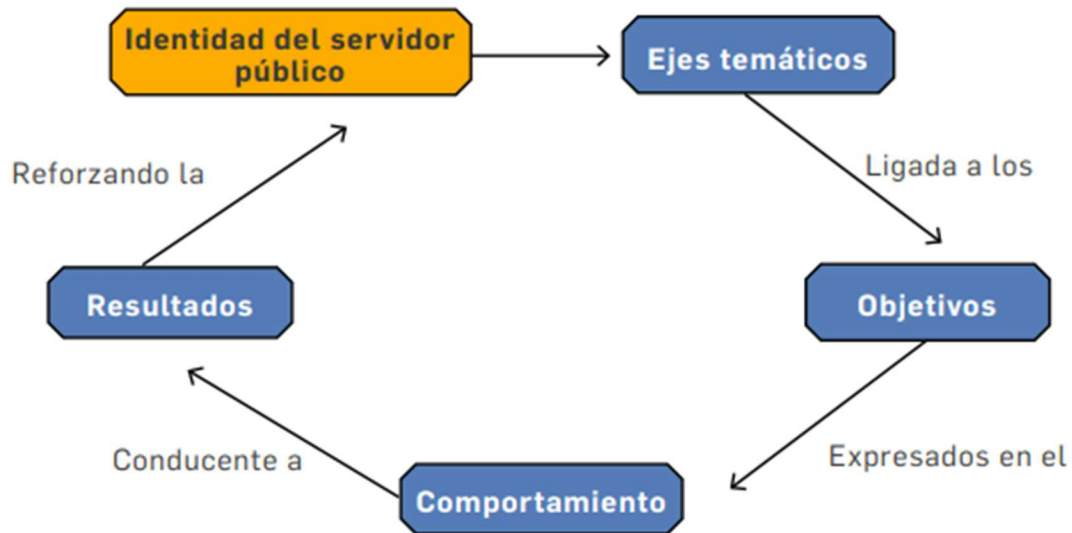 Identidad del servidor
público
Ejes temáticos
Ligada a los
Objetivos
Expresados en el
Comportamiento
Conducente a
Resultados
Reforzando la